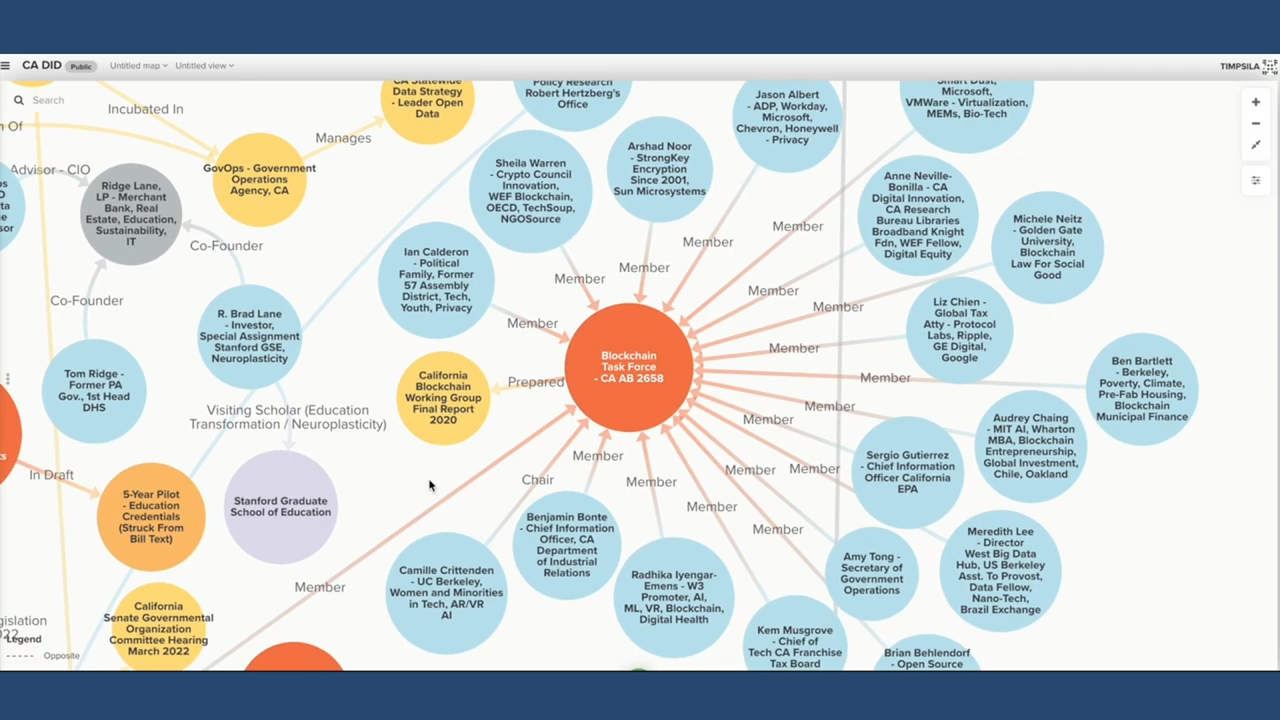 CA DID
Public
Untitled map
Untitled view
TIMPSILA
Search
Incubated In
Manages
Advisor - CIO
GovOps - Government
Operations
Agency, CA
CA Statewide
Data Strategy
- Leader Open
Data
Policy Research
Robert Hertzberg's
Office
Jason Albert
- ADP, Workday,
Microsoft,
Chevron, Honeywell
- Privacy
Smart Dust,
Microsoft,
VMWare - Virtualization,
MEMs, Bio-Tech
Ridge Lane,
LP - Merchant
Bank, Real
Estate, Education,
Sustainability,
IT
Sheila Warren
- Crypto Council
Innovation,
WEF Blockchain,
OECD, TechSoup,
NGOSource
Arshad Noor
- StrongKey
Encryption
Since 2001,
Sun Microsystems
Anne Neville-
Bonilla - CA
Digital Innovation,
CA Research
Bureau Libraries
Broadband Knight
Fdn, WEF Fellow,
Digital Equity
Michele Neitz
- Golden Gate
University,
Blockchain
Law For Social
Good
Co-Founder
Co-Founder
Ian Calderon
- Political
Family, Former
57 Assembly
District, Tech,
Youth, Privacy
Member
Member
Member
Member
Member
Member
Member
Member
R. Brad Lane
- Investor,
Special Assignment
Stanford GSE,
Neuroplasticity
Liz Chien -
Global Tax
Atty - Protocol
Labs, Ripple,
GE Digital,
Google
Blockchain
Task Force
- CA AB 2658
Ben Bartlett
- Berkeley,
Poverty, Climate,
Pre-Fab Housing,
Blockchain
Municipal Finance
Tom Ridge -
Former PA
Gov., 1st Head
DHS
California
Blockchain
Working Group
Final Report
2020
Prepared
Member
Member
Member
Visiting Scholar (Education
Transformation / Neuroplasticity)
Audrey Chaing
- MIT AI, Wharton
MBA, Blockchain
Entrepreneurship,
Global Investment,
Chile, Oakland
Sergio Gutierrez
- Chief Information
Officer California
EPA
Member
Chair
Member
Member
Member
Member
Member
In Draft
5-Year Pilot
- Education
Credentials
(Struck From
Bill Text)
Stanford Graduate
School of Education
Benjamin Bonte
- Chief Information
Officer, CA
Department
of Industrial
Relations
Meredith Lee
- Director
West Big Data
Hub, US Berkeley
Asst. To Provost,
Data Fellow,
Nano-Tech,
Brazil Exchange
Camille Crittenden
- UC Berkeley,
Women and Minorities
in Tech, AR/VR
AI
Radhika Iyengar-
Emens - W3
Promoter, AI,
ML, VR, Blockchain,
Digital Health
Amy Tong -
Secretary of
Government
Operations
Member
California
Senate Governmental
Organization
Committee Hearing
March 2022
Kem Musgrove
- Chief of
Tech CA Franchise
Tax Board
Brian Behlendorf
- Open Source
Legend
Opposite